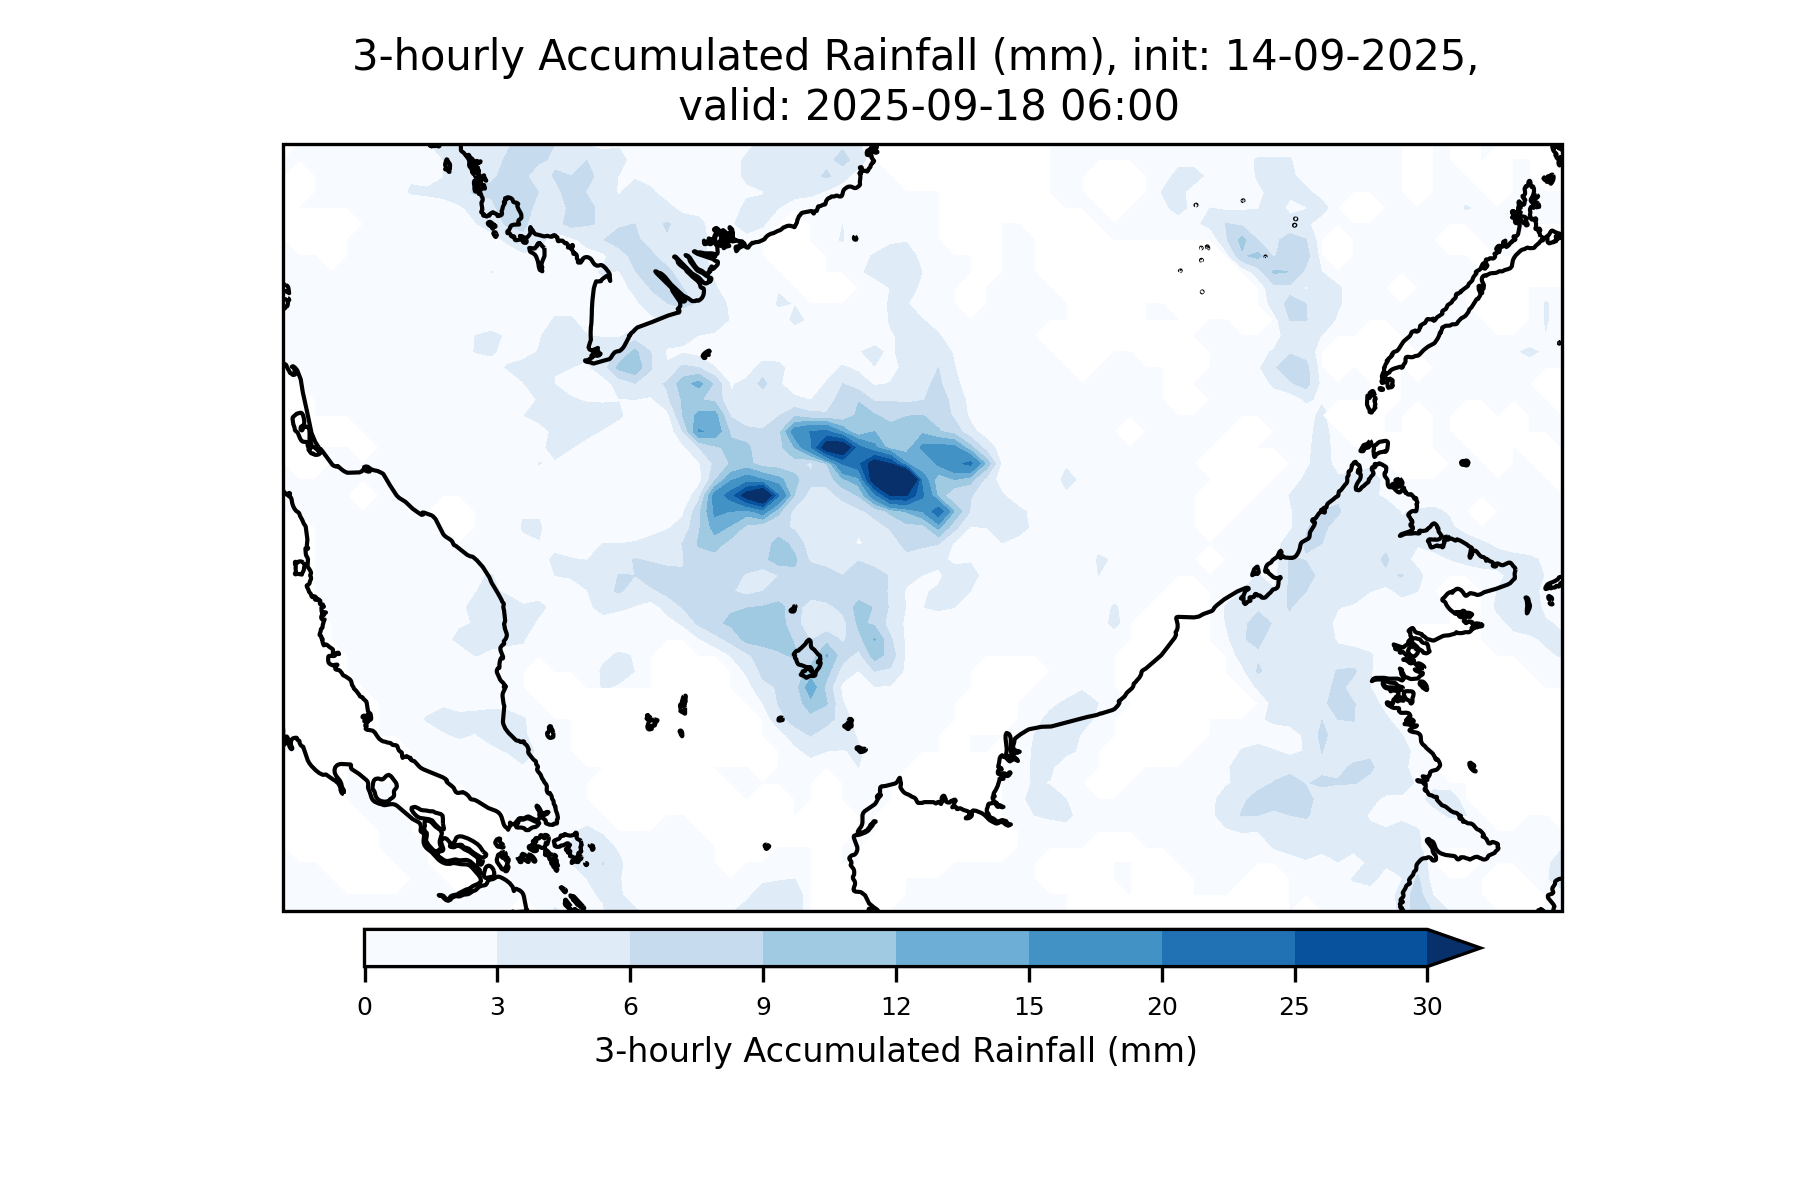 3-hourly Accumulated Rainfall (mm), init: 14-09-2025,
valid: 2025-09-18 06:00
0 3 6 9 12 15 20 25 30
3-hourly Accumulated Rainfall (mm)